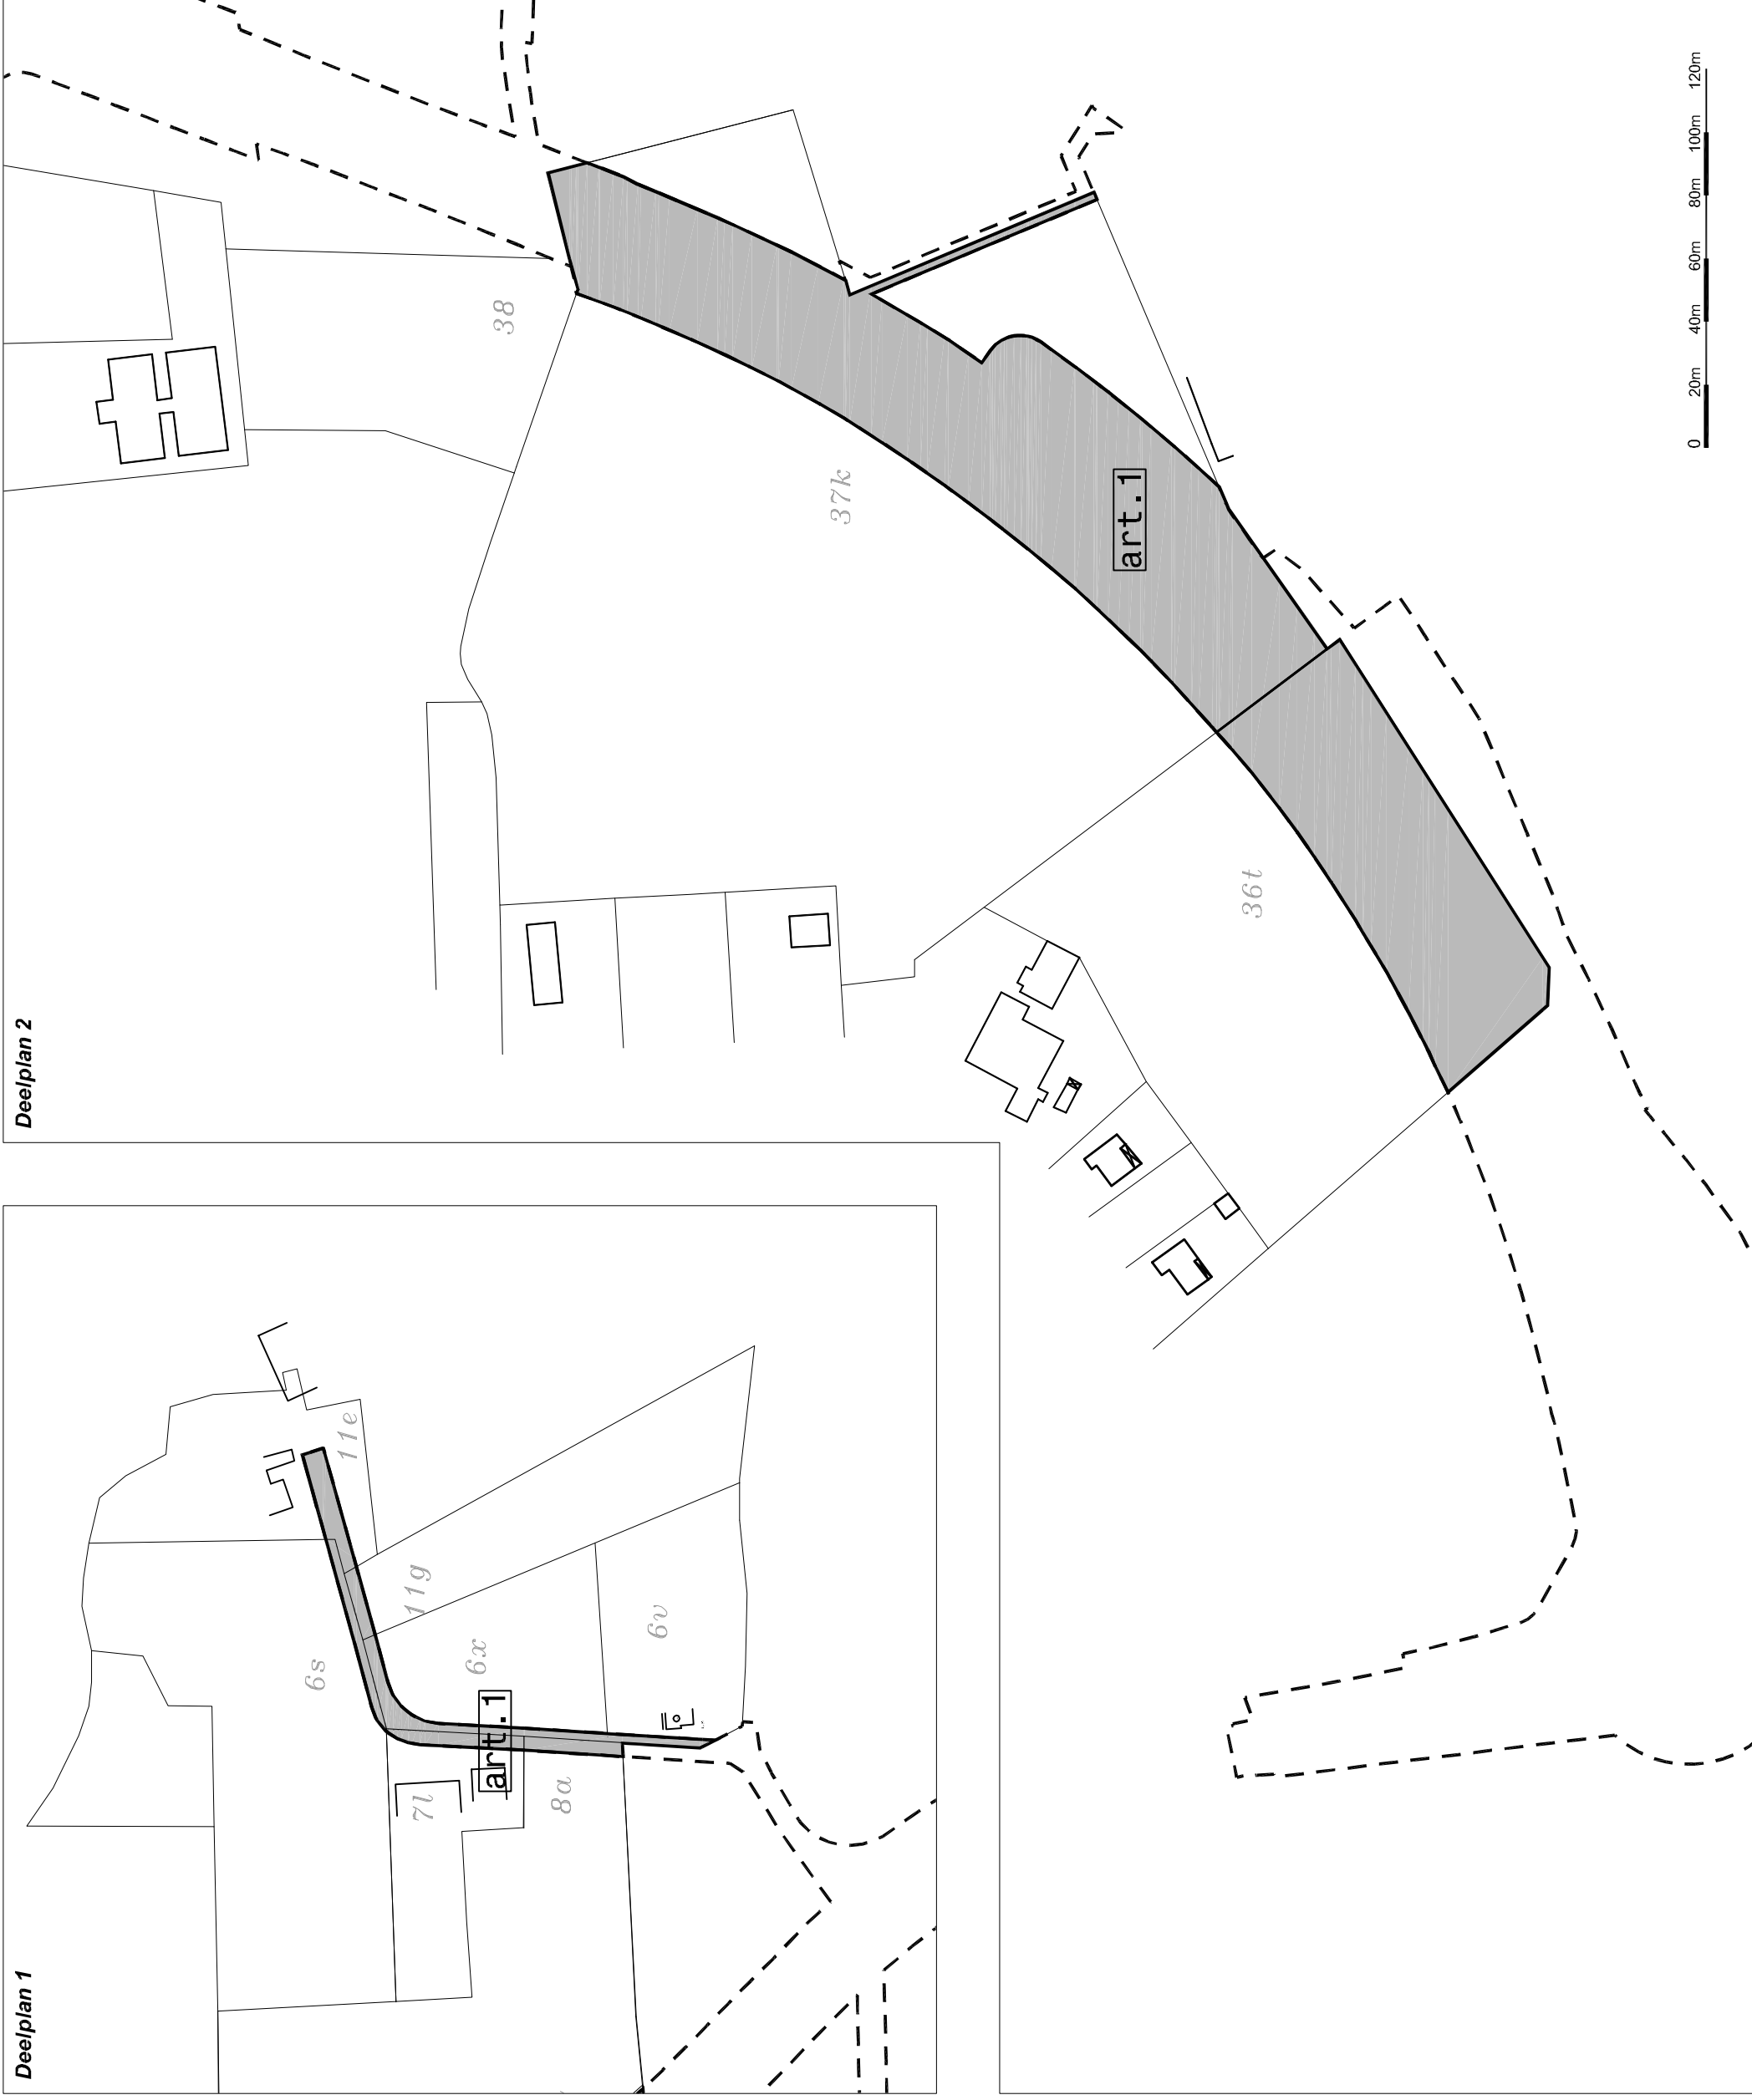 Deelplan 1
6s
11e
11g
7l
art.1
6x
8a
6v
Deelplan 2
38
37k
art.1
36t
0 20m 40m 60m 80m 100m 120m